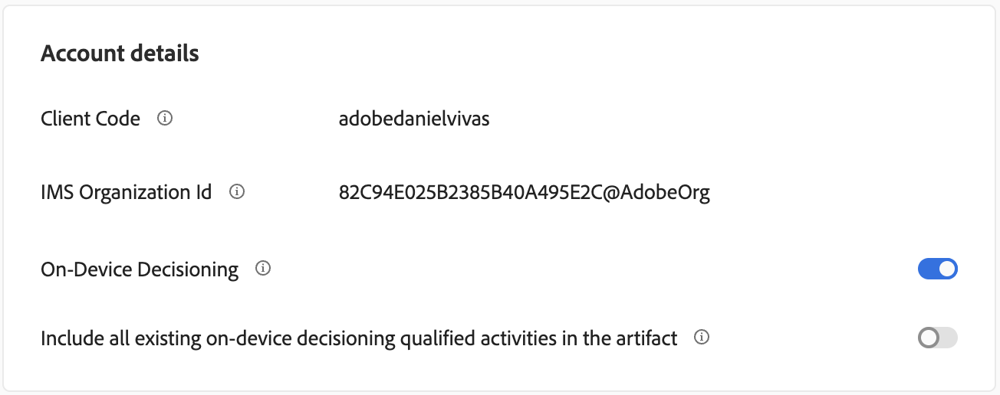 Account details
Client Code adobedanielvivas
IMS Organization Id 82C94E025B2385B40A495E2C@AdobeOrg
On-Device Decisioning
Include all existing on-device decisioning qualified activities in the artifact